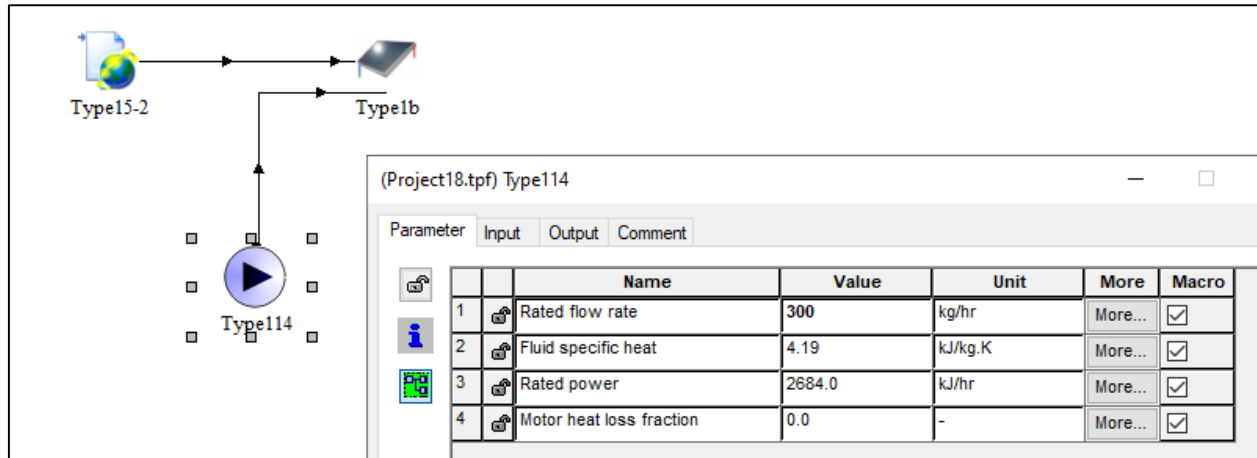 Type15-2
Type1b
Type114
(Project18.tpf) Type114
Parameter Input Output Comment
Name Value Unit More Macro
1 Rated flow rate 300 kg/hr More...
2 Fluid specific heat 4.19 kJ/kg.K More...
3 Rated power 2684.0 kJ/hr More...
4 Motor heat loss fraction 0.0 - More...